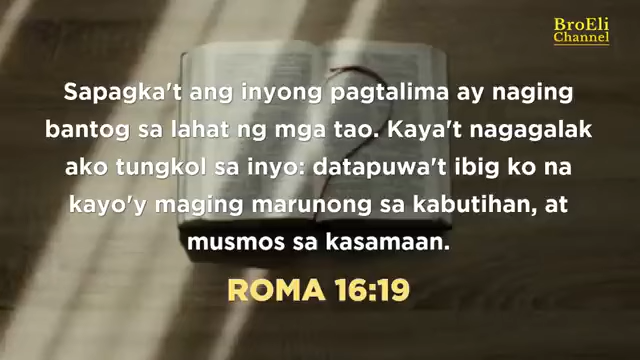 BroEli
Channel
Sapagka't ang inyong pagtalima ay naging
bantog sa lahat ng mga tao. Kaya't nagagalak
ako tungkol sa inyo: datapuwa't ibig ko na
kayo'y maging marunong sa kabutihan, at
musmos sa kasamaan.
ROMA 16:19